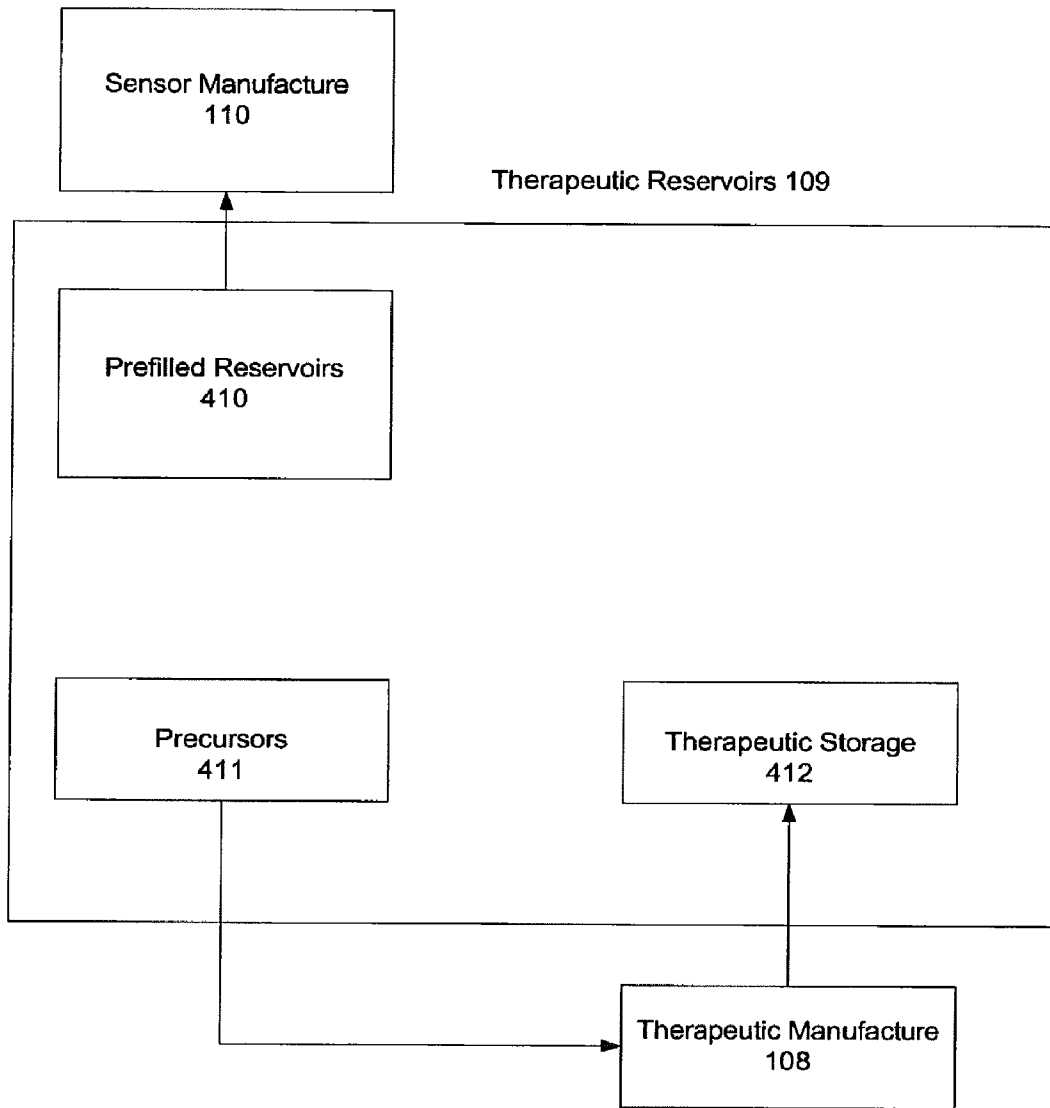 Sensor Manufacture
110
Therapeutic Reservoirs 109
Prefilled Reservoirs
410
Precursors
411
Therapeutic Storage
412
Therapeutic Manufacture
108